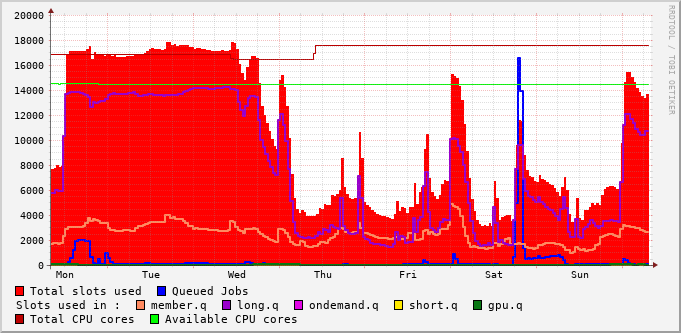 20000
18000
16000
14000
12000
10000
8000
6000
4000
2000
0
Mon Tue Wed Thu Fri Sat Sun
RRDTOOL / TOBI OETIKER
Total slots used Queued Jobs
Slots used in : member.q long.q ondemand.q short.q gpu.q
Total CPU cores Available CPU cores